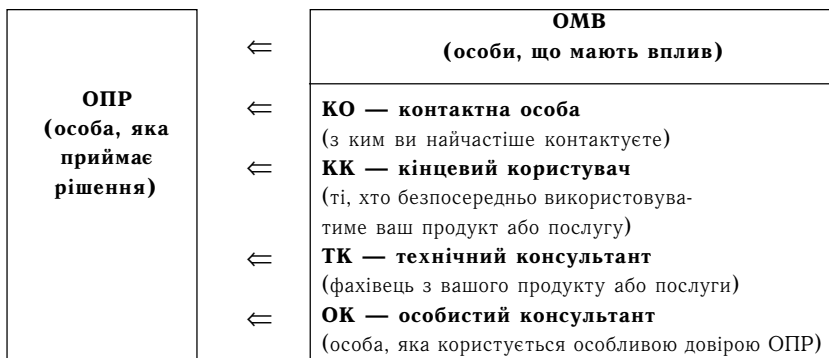 ОПР
(особа, яка
приймає
рішення)
⇐
⇐
⇐
⇐
⇐
ОМВ
(особи, що мають вплив)
КО — контактна особа
(з ким ви найчастіше контактуєте)
КК — кінцевий користувач
(ті, хто безпосередньо використовува-
тиме ваш продукт або послугу)
ТК — технічний консультант
(фахівець з вашого продукту або послуги)
ОК — особистий консультант
(особа, яка користується особливою довірою ОПР)